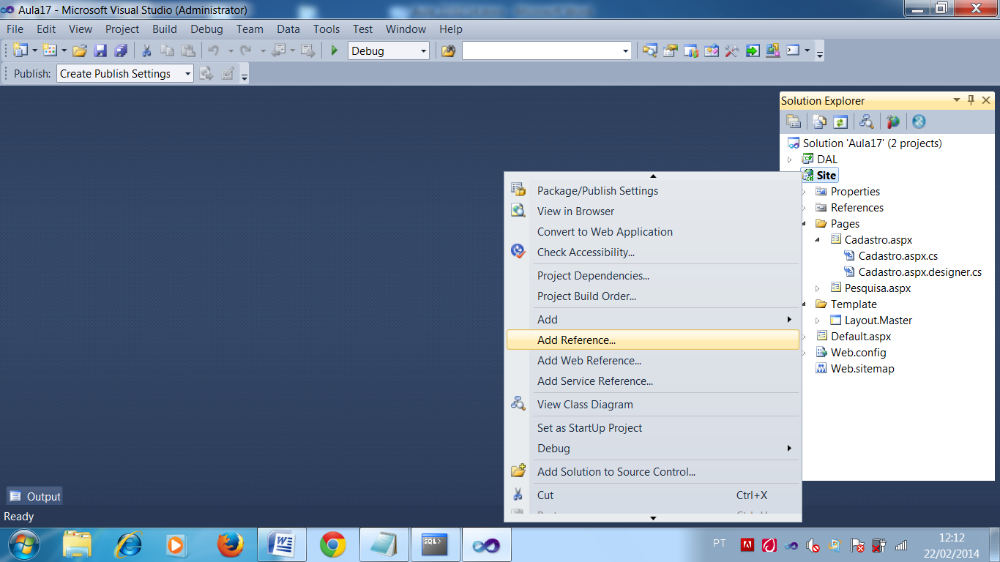 Aula17 - Microsoft Visual Studio (Administrator)
File Edit View Project Build Debug Team Data Tools Test Window Help
Debug
Publish: Create Publish Settings
Solution Explorer
Solution 'Aula17' (2 projects)
DAL
Site
Properties
References
Pages
Cadastro.aspx
Cadastro.aspx.cs
Cadastro.aspx.designer.cs
Pesquisa.aspx
Template
Layout.Master
Default.aspx
Web.config
Web.sitemap
Package/Publish Settings
View in Browser
Convert to Web Application
Check Accessibility...
Project Dependencies...
Project Build Order...
Add
Add Reference...
Add Web Reference...
Add Service Reference...
View Class Diagram
Set as StartUp Project
Debug
Add Solution to Source Control...
Cut Ctrl+X
Output
Ready
SQL>
PT
12:12
22/02/2014